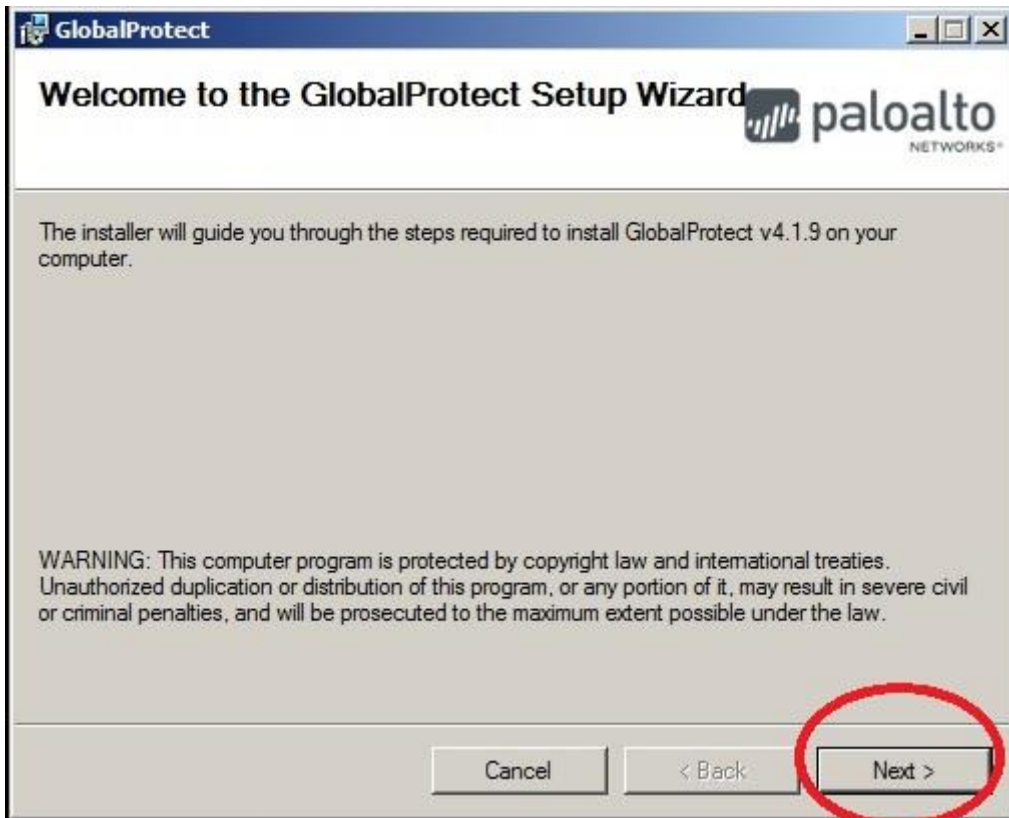 GlobalProtect
Welcome to the GlobalProtect Setup Wizard
paloalto
NETWORKS®
The installer will guide you through the steps required to install GlobalProtect v4.1.9 on your
computer.
WARNING: This computer program is protected by copyright law and international treaties.
Unauthorized duplication or distribution of this program, or any portion of it, may result in severe civil
or criminal penalties, and will be prosecuted to the maximum extent possible under the law.
Cancel
< Back
Next >